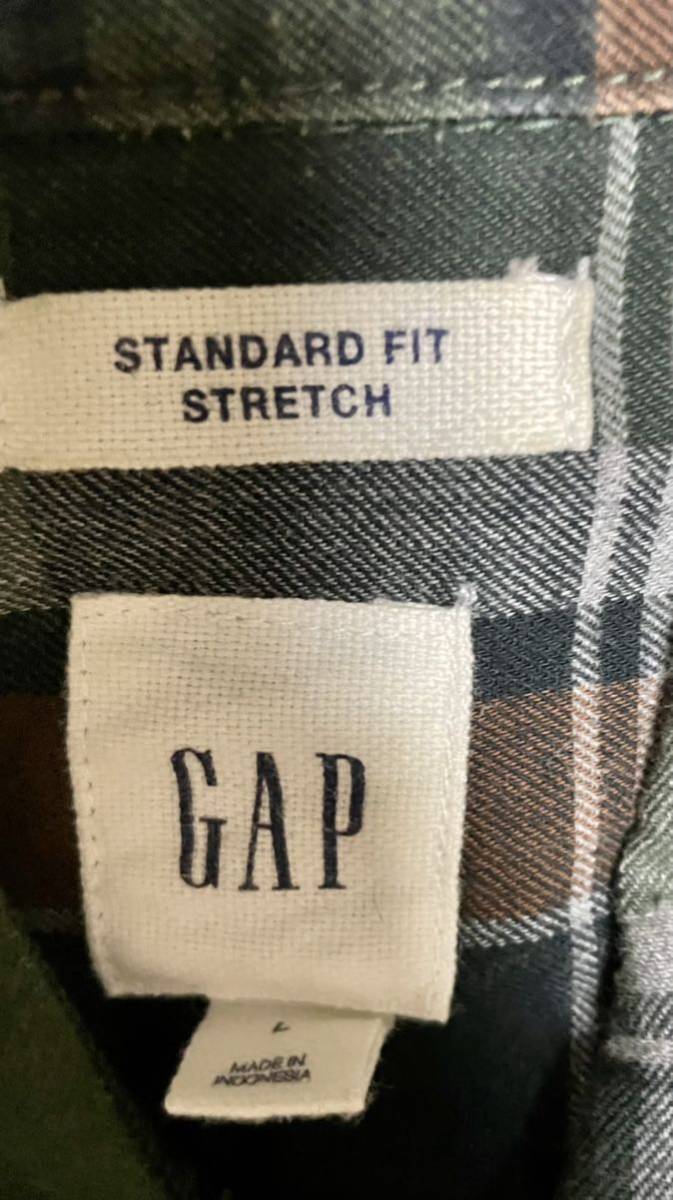 STANDARD FIT
STRETCH
GAP
L
MADE IN
INDONESIA